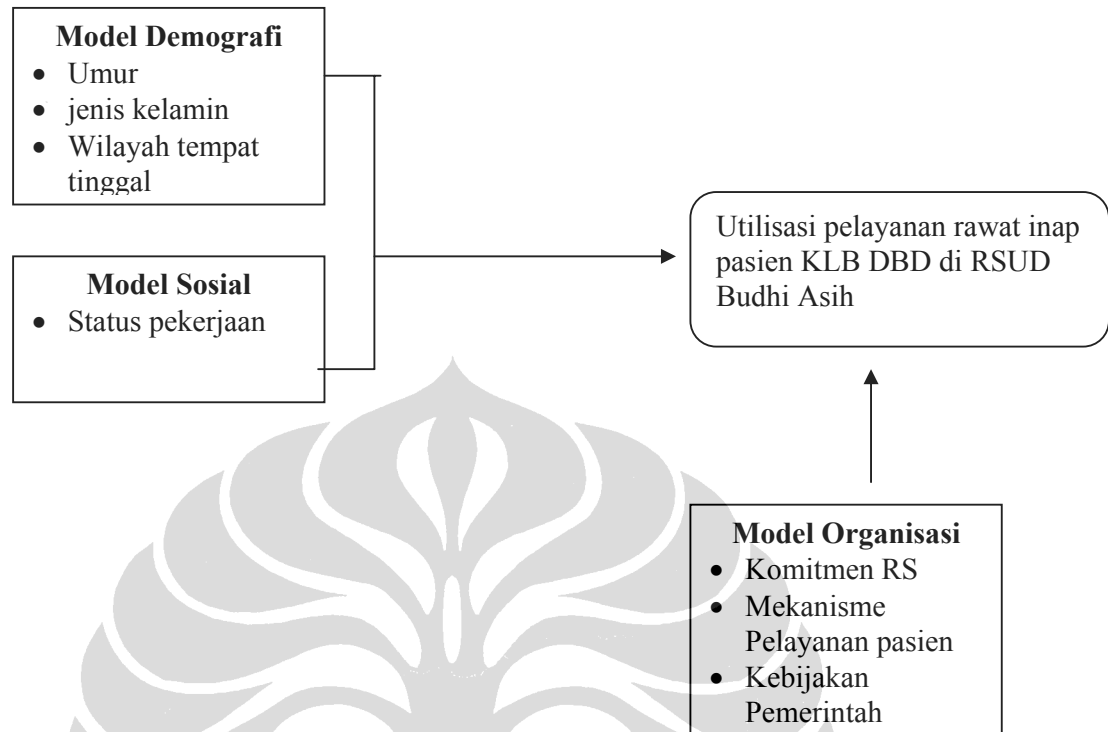 Model Demografi
• Umur
• jenis kelamin
• Wilayah tempat
tinggal
Model Sosial
• Status pekerjaan
Utilisasi pelayanan rawat inap
pasien KLB DBD di RSUD
Budhi Asih
Model Organisasi
• Komitmen RS
• Mekanisme
Pelayanan pasien
• Kebijakan
Pemerintah